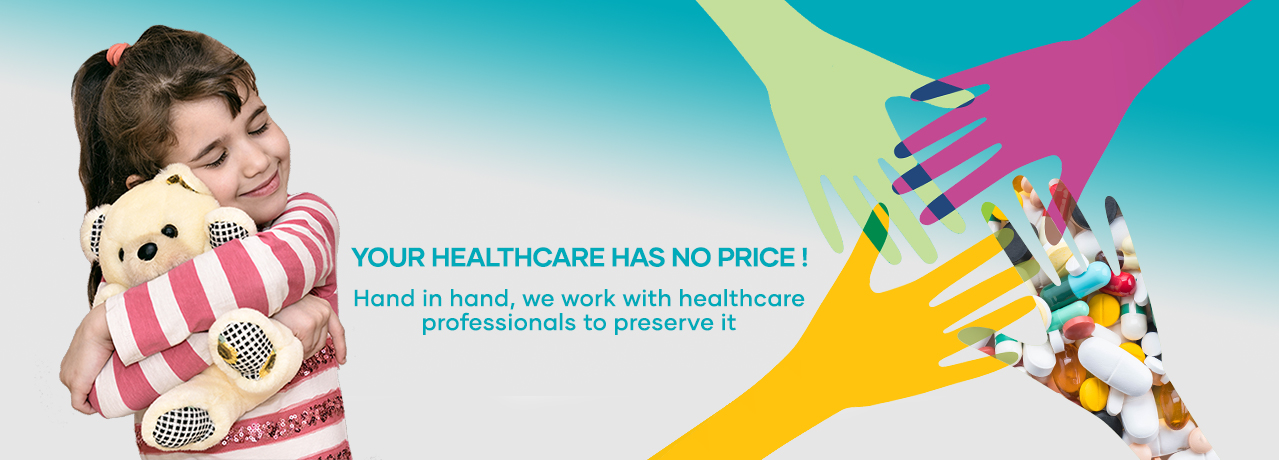 YOUR HEALTHCARE HAS NO PRICE !
Hand in hand, we work with healthcare
professionals to preserve it